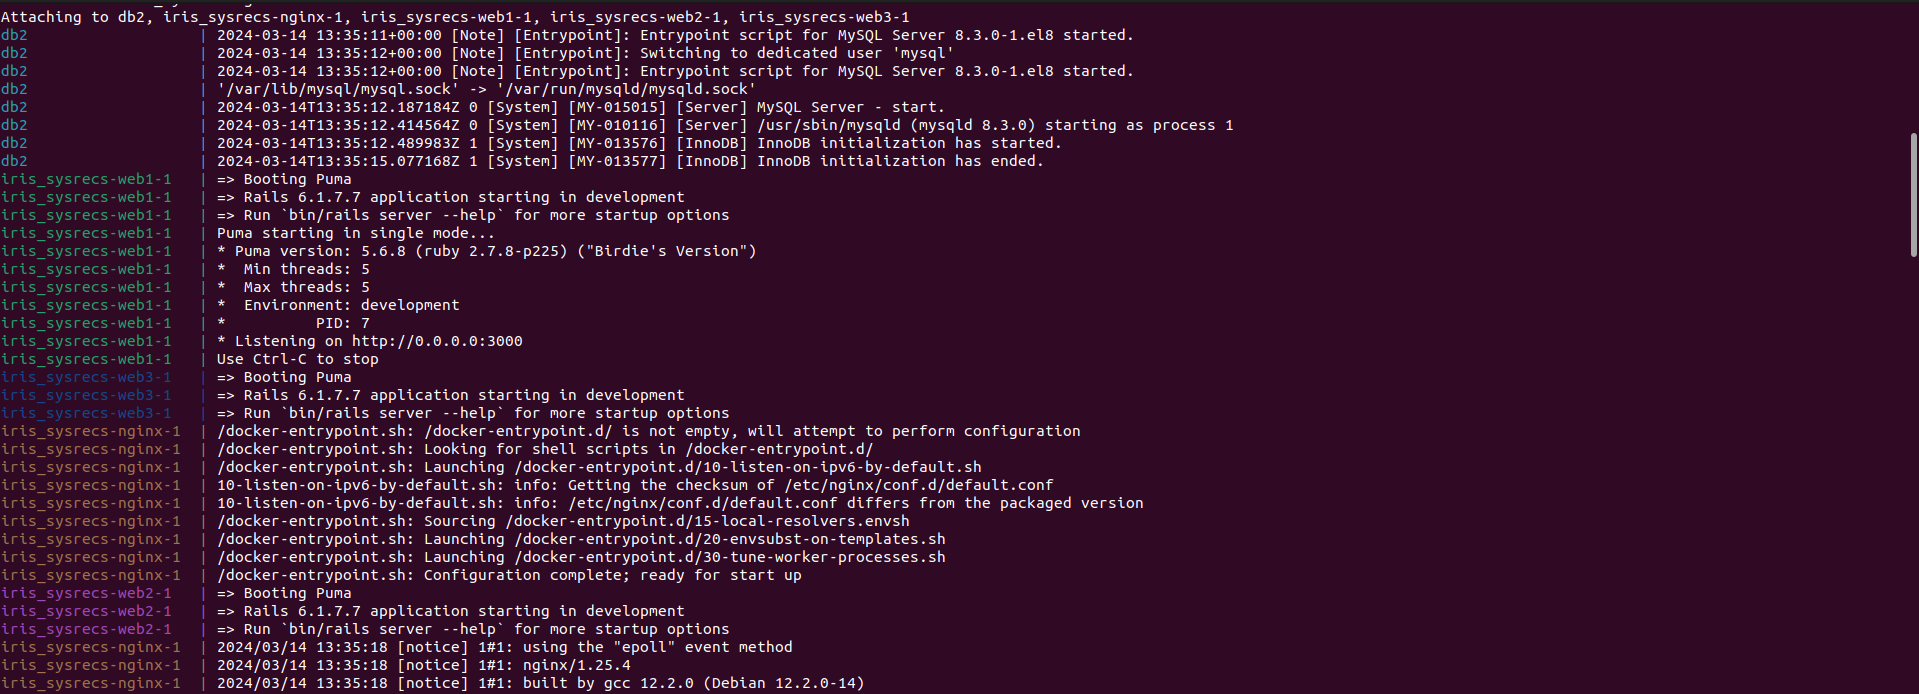 Attaching to db2, iris_sysrecs-nginx-1, iris_sysrecs-web1-1, iris_sysrecs-web2-1, iris_sysrecs-web3-1
db2                   | 2024-03-14 13:35:11+00:00 [Note] [Entrypoint]: Entrypoint script for MySQL Server 8.3.0-1.el8 started.
db2                   | 2024-03-14 13:35:12+00:00 [Note] [Entrypoint]: Switching to dedicated user 'mysql'
db2                   | 2024-03-14 13:35:12+00:00 [Note] [Entrypoint]: Entrypoint script for MySQL Server 8.3.0-1.el8 started.
db2                   | '/var/lib/mysql/mysql.sock' -> '/var/run/mysqld/mysqld.sock'
db2                   | 2024-03-14T13:35:12.187184Z 0 [System] [MY-015015] [Server] MySQL Server - start.
db2                   | 2024-03-14T13:35:12.414564Z 0 [System] [MY-010116] [Server] /usr/sbin/mysqld (mysqld 8.3.0) starting as process 1
db2                   | 2024-03-14T13:35:12.489983Z 1 [System] [MY-013576] [InnoDB] InnoDB initialization has started.
db2                   | 2024-03-14T13:35:15.077168Z 1 [System] [MY-013577] [InnoDB] InnoDB initialization has ended.
iris_sysrecs-web1-1   | => Booting Puma
iris_sysrecs-web1-1   | => Rails 6.1.7.7 application starting in development
iris_sysrecs-web1-1   | => Run `bin/rails server --help` for more startup options
iris_sysrecs-web1-1   | Puma starting in single mode...
iris_sysrecs-web1-1   | * Puma version: 5.6.8 (ruby 2.7.8-p225) ("Birdie's Version")
iris_sysrecs-web1-1   | *  Min threads: 5
iris_sysrecs-web1-1   | *  Max threads: 5
iris_sysrecs-web1-1   | *  Environment: development
iris_sysrecs-web1-1   | *          PID: 7
iris_sysrecs-web1-1   | * Listening on http://0.0.0.0:3000
iris_sysrecs-web1-1   | Use Ctrl-C to stop
iris_sysrecs-web3-1   | => Booting Puma
iris_sysrecs-web3-1   | => Rails 6.1.7.7 application starting in development
iris_sysrecs-web3-1   | => Run `bin/rails server --help` for more startup options
iris_sysrecs-nginx-1  | /docker-entrypoint.sh: /docker-entrypoint.d/ is not empty, will attempt to perform configuration
iris_sysrecs-nginx-1  | /docker-entrypoint.sh: Looking for shell scripts in /docker-entrypoint.d/
iris_sysrecs-nginx-1  | /docker-entrypoint.sh: Launching /docker-entrypoint.d/10-listen-on-ipv6-by-default.sh
iris_sysrecs-nginx-1  | 10-listen-on-ipv6-by-default.sh: info: Getting the checksum of /etc/nginx/conf.d/default.conf
iris_sysrecs-nginx-1  | 10-listen-on-ipv6-by-default.sh: info: /etc/nginx/conf.d/default.conf differs from the packaged version
iris_sysrecs-nginx-1  | /docker-entrypoint.sh: Sourcing /docker-entrypoint.d/15-local-resolvers.envsh
iris_sysrecs-nginx-1  | /docker-entrypoint.sh: Launching /docker-entrypoint.d/20-envsubst-on-templates.sh
iris_sysrecs-nginx-1  | /docker-entrypoint.sh: Launching /docker-entrypoint.d/30-tune-worker-processes.sh
iris_sysrecs-nginx-1  | /docker-entrypoint.sh: Configuration complete; ready for start up
iris_sysrecs-web2-1   | => Booting Puma
iris_sysrecs-web2-1   | => Rails 6.1.7.7 application starting in development
iris_sysrecs-web2-1   | => Run `bin/rails server --help` for more startup options
iris_sysrecs-nginx-1  | 2024/03/14 13:35:18 [notice] 1#1: using the "epoll" event method
iris_sysrecs-nginx-1  | 2024/03/14 13:35:18 [notice] 1#1: nginx/1.25.4
iris_sysrecs-nginx-1  | 2024/03/14 13:35:18 [notice] 1#1: built by gcc 12.2.0 (Debian 12.2.0-14)